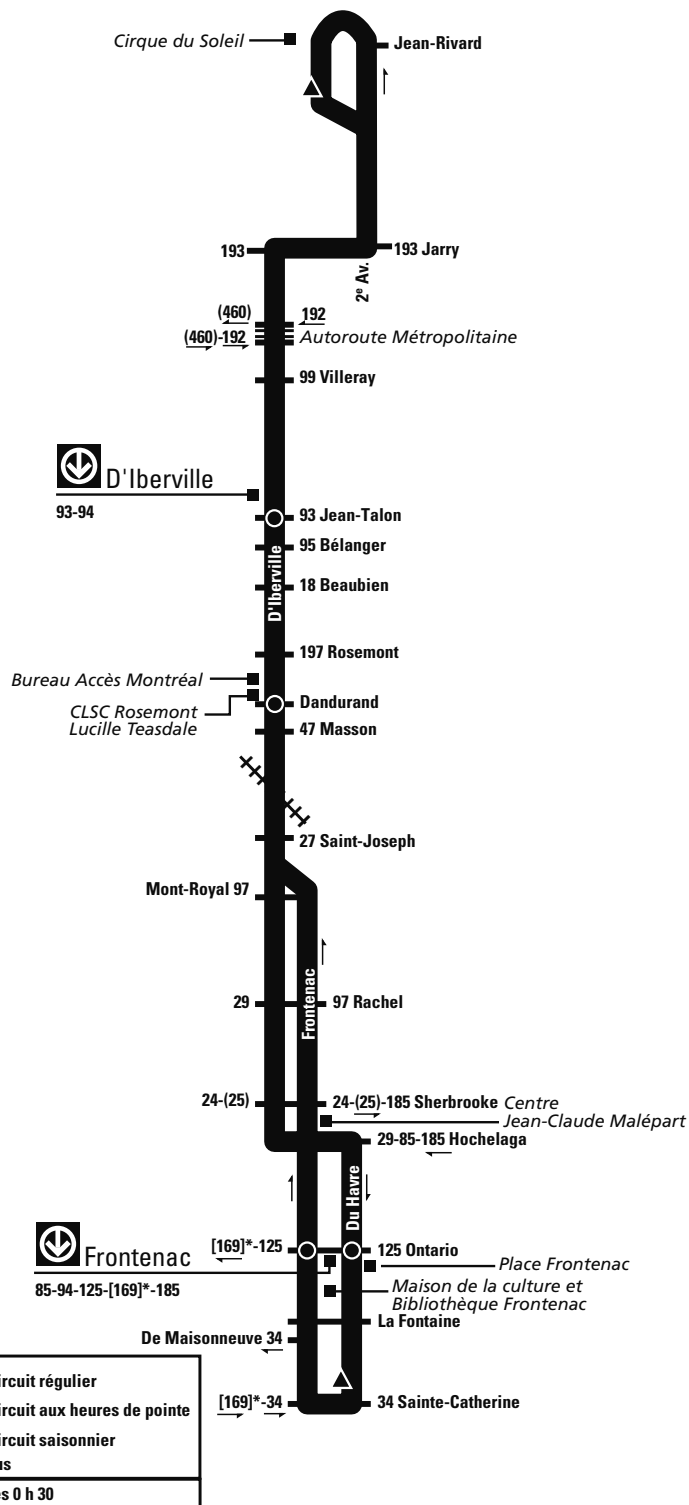 Cirque du Soleil
Jean-Rivard
193
193 Jarry
2e Av.
(460)
192
(460)-192
Autoroute Métropolitaine
99 Villeray
D'Iberville
93-94
93 Jean-Talon
95 Bélanger
D'Iberville
18 Beaubien
197 Rosemont
Bureau Accès Montréal
CLSC Rosemont
Lucille Teasdale
Dandurand
47 Masson
27 Saint-Joseph
Mont-Royal 97
Frontenac
29
97 Rachel
24-(25)
24-(25)-185 Sherbrooke
Centre
Jean-Claude Malépart
29-85-185 Hochelaga
Du Havre
Frontenac
85-94-125-[169]*-185
[169]*-125
125 Ontario
Place Frontenac
Maison de la culture et
Bibliothèque Frontenac
La Fontaine
De Maisonneuve 34
[169]*-34
34 Sainte-Catherine
ircuit régulier
ircuit aux heures de pointe
ircuit saisonnier
us
es 0 h 30